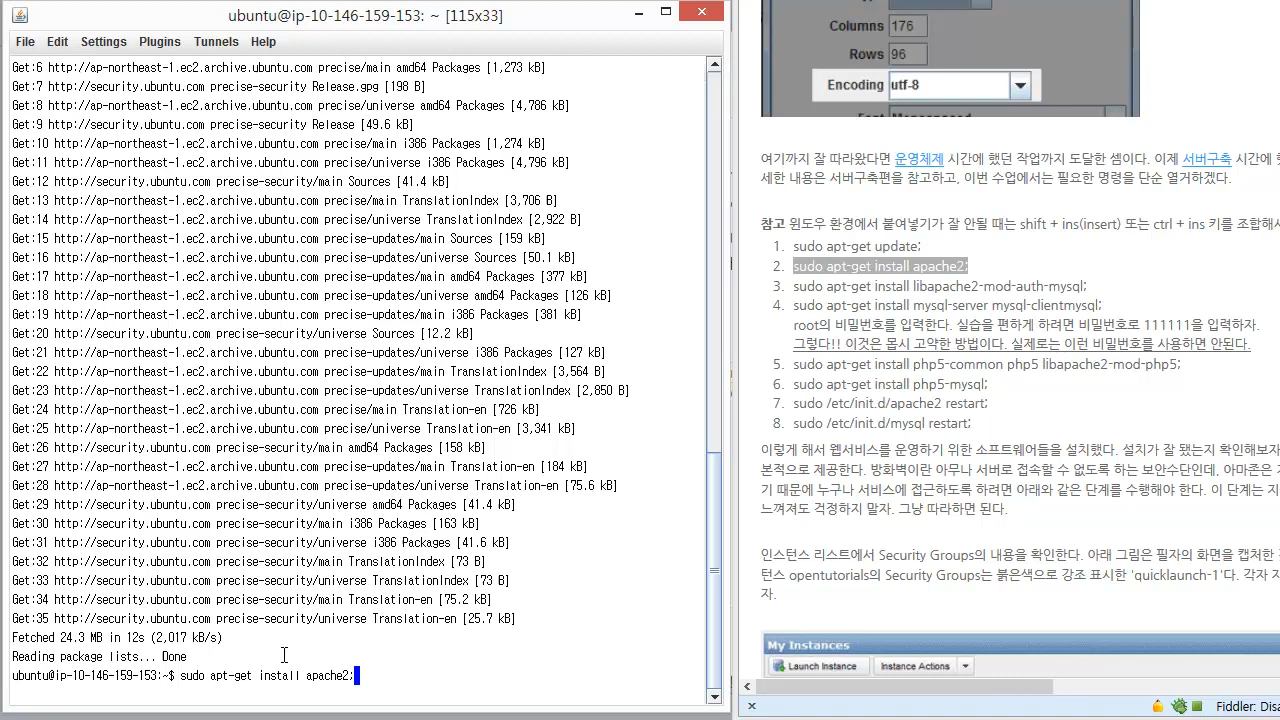 ubuntu@ip-10-146-159-153: ~ [115x33]
File Edit Settings Plugins Tunnels Help
Get:6 http://ap-northeast-1.ec2.archive.ubuntu.com precise/main amd64 Packages [1,273 kB]
Get:7 http://security.ubuntu.com precise-security Release.gpg [198 B]
Get:8 http://ap-northeast-1.ec2.archive.ubuntu.com precise/universe amd64 Packages [4,786 kB]
Get:9 http://security.ubuntu.com precise-security Release [49.6 kB]
Get:10 http://ap-northeast-1.ec2.archive.ubuntu.com precise/main i386 Packages [1,274 kB]
Get:11 http://ap-northeast-1.ec2.archive.ubuntu.com precise/universe i386 Packages [4,796 kB]
Get:12 http://security.ubuntu.com precise-security/main Sources [41.4 kB]
Get:13 http://ap-northeast-1.ec2.archive.ubuntu.com precise/main TranslationIndex [3,706 B]
Get:14 http://ap-northeast-1.ec2.archive.ubuntu.com precise/universe TranslationIndex [2,922 B]
Get:15 http://ap-northeast-1.ec2.archive.ubuntu.com precise-updates/main Sources [159 kB]
Get:16 http://ap-northeast-1.ec2.archive.ubuntu.com precise-updates/universe Sources [50.1 kB]
Get:17 http://ap-northeast-1.ec2.archive.ubuntu.com precise-updates/main amd64 Packages [377 kB]
Get:18 http://ap-northeast-1.ec2.archive.ubuntu.com precise-updates/universe amd64 Packages [126 kB]
Get:19 http://ap-northeast-1.ec2.archive.ubuntu.com precise-updates/main i386 Packages [381 kB]
Get:20 http://security.ubuntu.com precise-security/universe Sources [12.2 kB]
Get:21 http://ap-northeast-1.ec2.archive.ubuntu.com precise-updates/universe i386 Packages [127 kB]
Get:22 http://ap-northeast-1.ec2.archive.ubuntu.com precise-updates/main TranslationIndex [3,564 B]
Get:23 http://ap-northeast-1.ec2.archive.ubuntu.com precise-updates/universe TranslationIndex [2,850 B]
Get:24 http://ap-northeast-1.ec2.archive.ubuntu.com precise/main Translation-en [726 kB]
Get:25 http://ap-northeast-1.ec2.archive.ubuntu.com precise/universe Translation-en [3,341 kB]
Get:26 http://security.ubuntu.com precise-security/main amd64 Packages [158 kB]
Get:27 http://ap-northeast-1.ec2.archive.ubuntu.com precise-updates/main Translation-en [184 kB]
Get:28 http://ap-northeast-1.ec2.archive.ubuntu.com precise-updates/universe Translation-en [75.6 kB]
Get:29 http://security.ubuntu.com precise-security/universe amd64 Packages [41.4 kB]
Get:30 http://security.ubuntu.com precise-security/main i386 Packages [163 kB]
Get:31 http://security.ubuntu.com precise-security/universe i386 Packages [41.6 kB]
Get:32 http://security.ubuntu.com precise-security/main TranslationIndex [73 B]
Get:33 http://security.ubuntu.com precise-security/universe TranslationIndex [73 B]
Get:34 http://security.ubuntu.com precise-security/main Translation-en [75.2 kB]
Get:35 http://security.ubuntu.com precise-security/universe Translation-en [25.7 kB]
Fetched 24.3 MB in 12s (2,017 kB/s)
Reading package lists... Done
ubuntu@ip-10-146-159-153:~$ sudo apt-get install apache2;
Columns 176
Rows 96
Encoding utf-8
여기까지 잘 따라왔다면 운영체제 시간에 했던 작업까지 도달한 셈이다. 이제 서버구축 시간에
세한 내용은 서버구축편을 참고하고, 이번 수업에서는 필요한 명령을 단순 열거하겠다.
참고 윈도우 환경에서 붙여넣기가 잘 안될 때는 shift + ins(insert) 또는 ctrl + ins 키를 조합해서
1. sudo apt-get update;
2. sudo apt-get install apache2;
3. sudo apt-get install libapache2-mod-auth-mysql;
4. sudo apt-get install mysql-server mysql-clientmysql;
root의 비밀번호를 입력한다. 실습을 편하게 하려면 비밀번호로 111111을 입력하자.
그렇다!! 이것은 몹시 고약한 방법이다. 실제로는 이런 비밀번호를 사용하면 안된다.
5. sudo apt-get install php5-common php5 libapache2-mod-php5;
6. sudo apt-get install php5-mysql;
7. sudo /etc/init.d/apache2 restart;
8. sudo /etc/init.d/mysql restart;
이렇게 해서 웹서비스를 운영하기 위한 소프트웨어들을 설치했다. 설치가 잘 됐는지 확인해보자
본적으로 제공한다. 방화벽이란 아무나 서버로 접속할 수 없도록 하는 보안수단인데, 아마존은
기 때문에 누구나 서비스에 접근하도록 하려면 아래와 같은 단계를 수행해야 한다. 이 단계는
느껴져도 걱정하지 말자. 그냥 따라하면 된다.
인스턴스 리스트에서 Security Groups의 내용을 확인한다. 아래 그림은 필자의 화면을 캡처한
턴스 opentutorials의 Security Groups는 붉은색으로 강조 표시한 'quicklaunch-1'다. 각자
자.
My Instances
Launch Instance Instance Actions
Fiddler: Disa